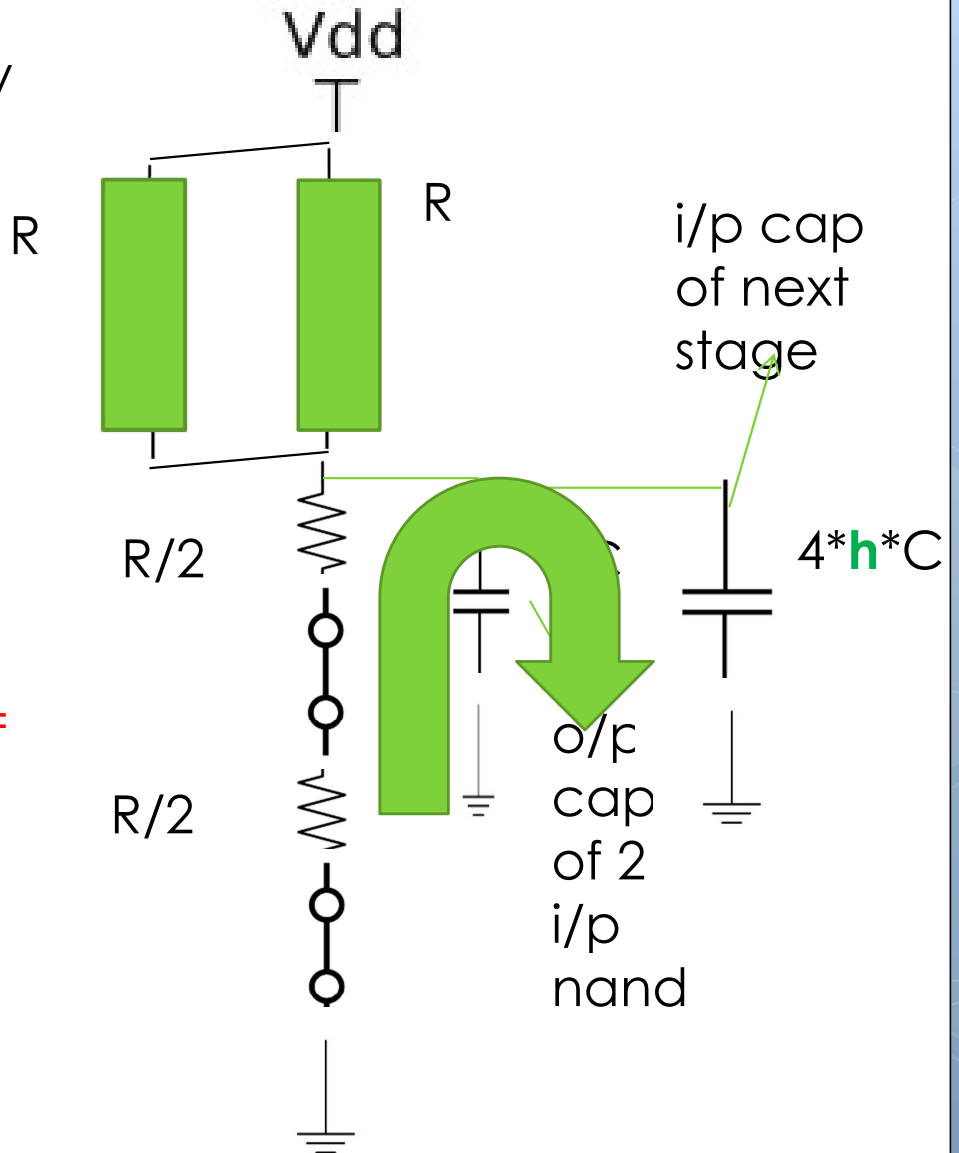 Vdd
R
R
i/p cap
of next
stage
R/2
4*h*C
R/2
o/p
cap
of 2
i/p
nand